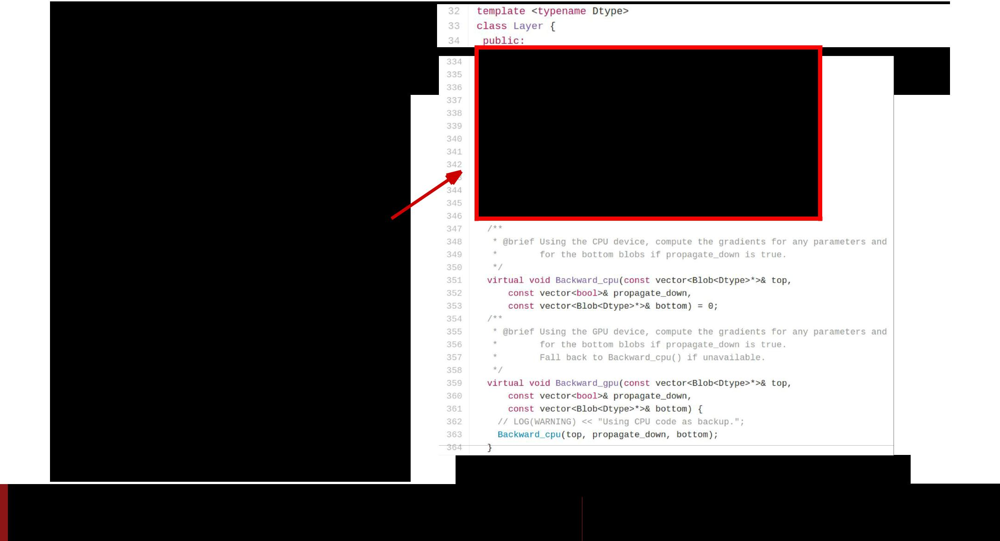 32 template <typename Dtype>
33 class Layer {
34 public:
334
335
336
337
338
339
340
341
342
3
344
345
346
347 /**
348 * @brief Using the CPU device, compute the gradients for any parameters and
349 * for the bottom blobs if propagate_down is true.
350 */
351 virtual void Backward_cpu(const vector<Blob<Dtype>*>& top,
352 const vector<bool>& propagate_down,
353 const vector<Blob<Dtype>*>& bottom) = 0;
354 /**
355 * @brief Using the GPU device, compute the gradients for any parameters and
356 * for the bottom blobs if propagate_down is true.
357 * Fall back to Backward_cpu() if unavailable.
358 */
359 virtual void Backward_gpu(const vector<Blob<Dtype>*>& top,
360 const vector<bool>& propagate_down,
361 const vector<Blob<Dtype>*>& bottom) {
362 // LOG(WARNING) << "Using CPU code as backup.";
363 Backward_cpu(top, propagate_down, bottom);
364 }